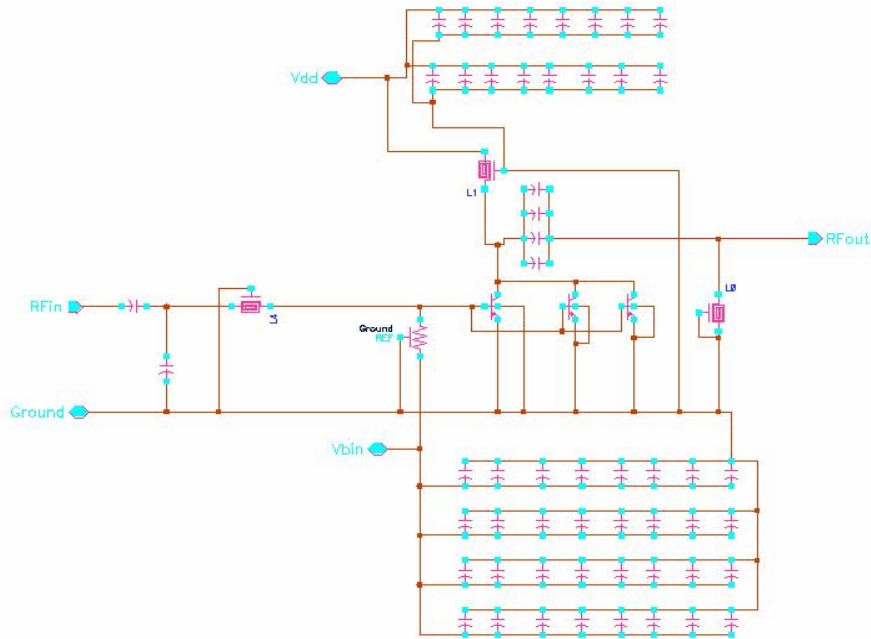 Vdd
L1
RFout
L0
RFin
L4
Ground
REF
Ground
Vbin